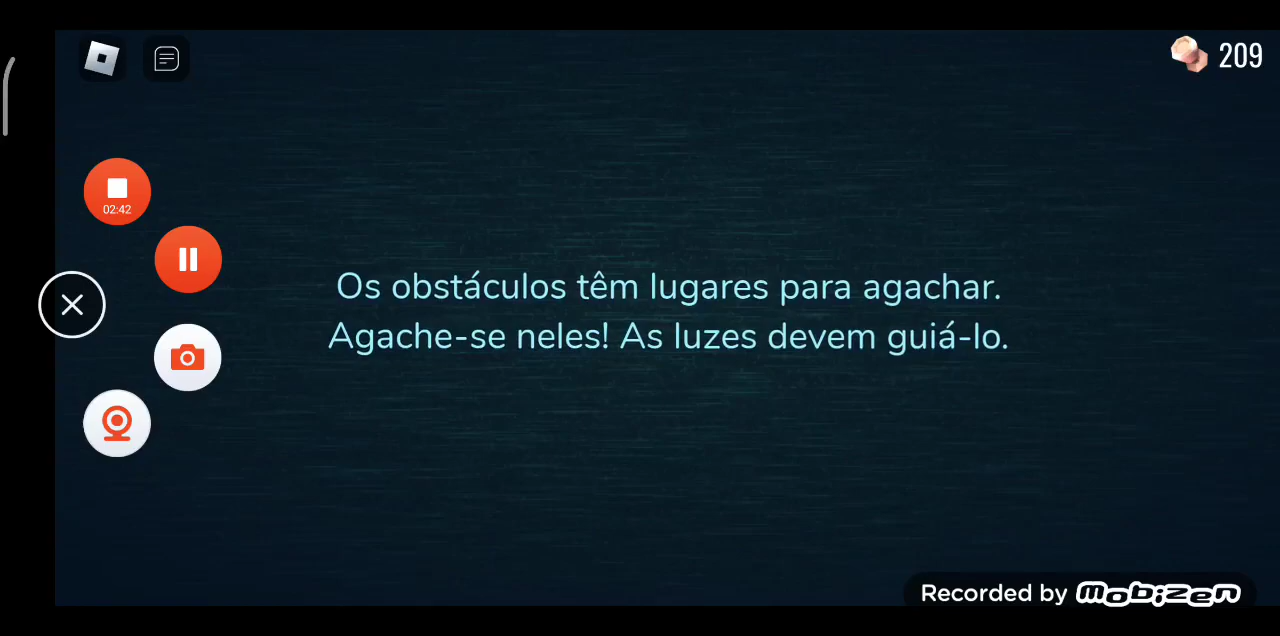 209
02:42
Os obstáculos têm lugares para agachar.
Agache-se neles! As luzes devem guiá-lo.
Recorded by mobizen